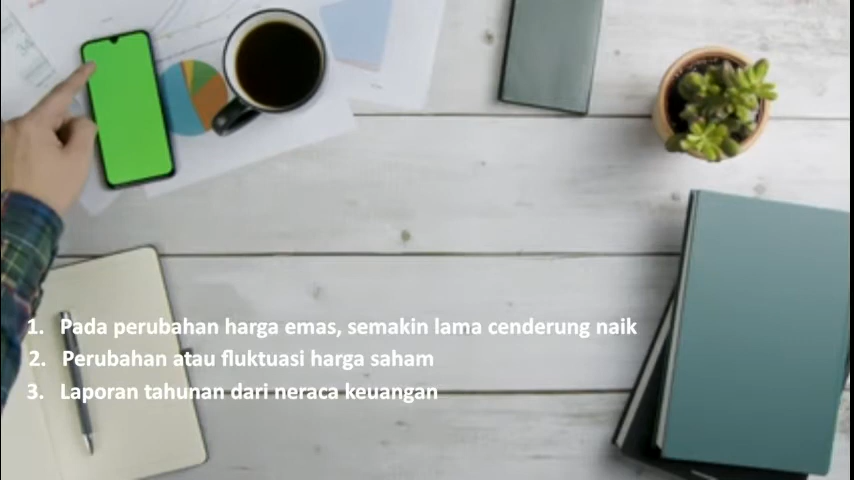 1. Pada perubahan harga emas, semakin lama cenderung naik
2. Perubahan atau fluktuasi harga saham
3. Laporan tahunan dari neraca keuangan